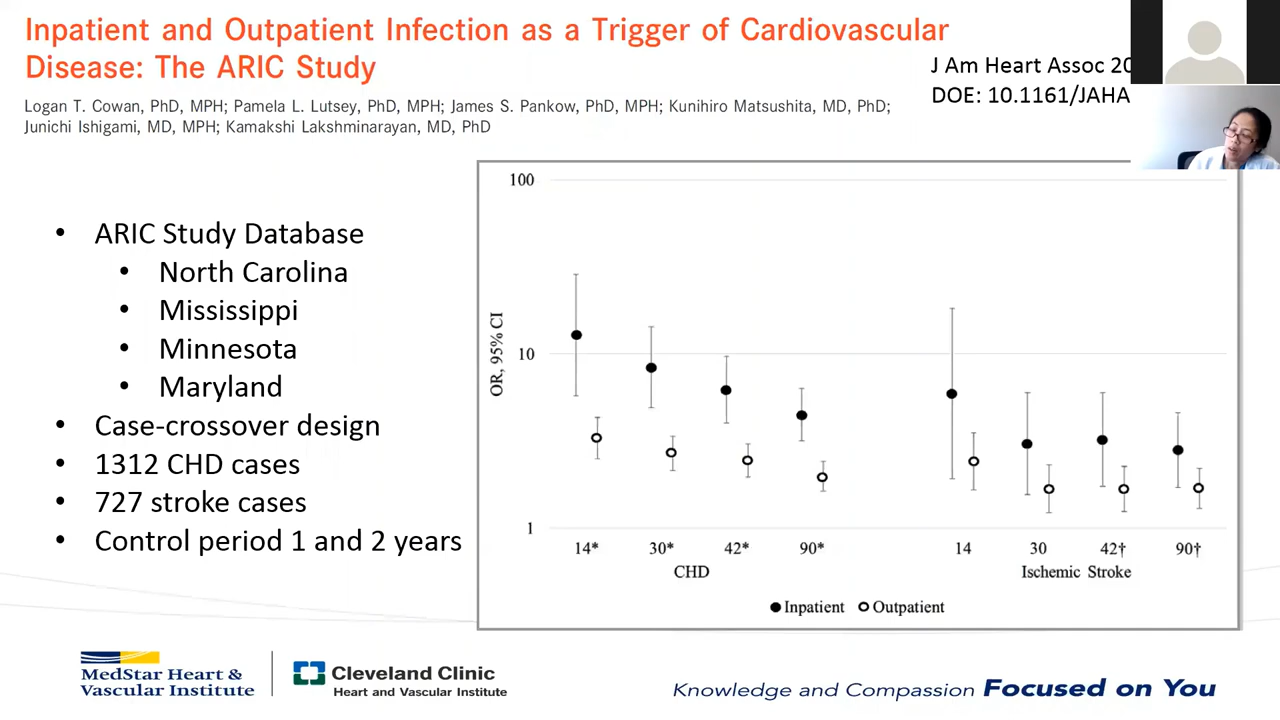 Inpatient and Outpatient Infection as a Trigger of Cardiovascular
Disease: The ARIC Study
J Am Heart Assoc 20
DOE: 10.1161/JAHA
Logan T. Cowan, PhD, MPH; Pamela L. Lutsey, PhD, MPH; James S. Pankow, PhD, MPH; Kunihiro Matsushita, MD, PhD;
Junichi Ishigami, MD, MPH; Kamakshi Lakshminarayan, MD, PhD
• ARIC Study Database
• North Carolina
• Mississippi
• Minnesota
• Maryland
• Case-crossover design
• 1312 CHD cases
• 727 stroke cases
• Control period 1 and 2 years
100
10
1
OR, 95% CI
14* 30* 42* 90* 14 30 42† 90†
CHD Ischemic Stroke
Inpatient Outpatient
MedStar Heart &
Vascular Institute
Cleveland Clinic
Heart and Vascular Institute
Knowledge and Compassion Focused on You